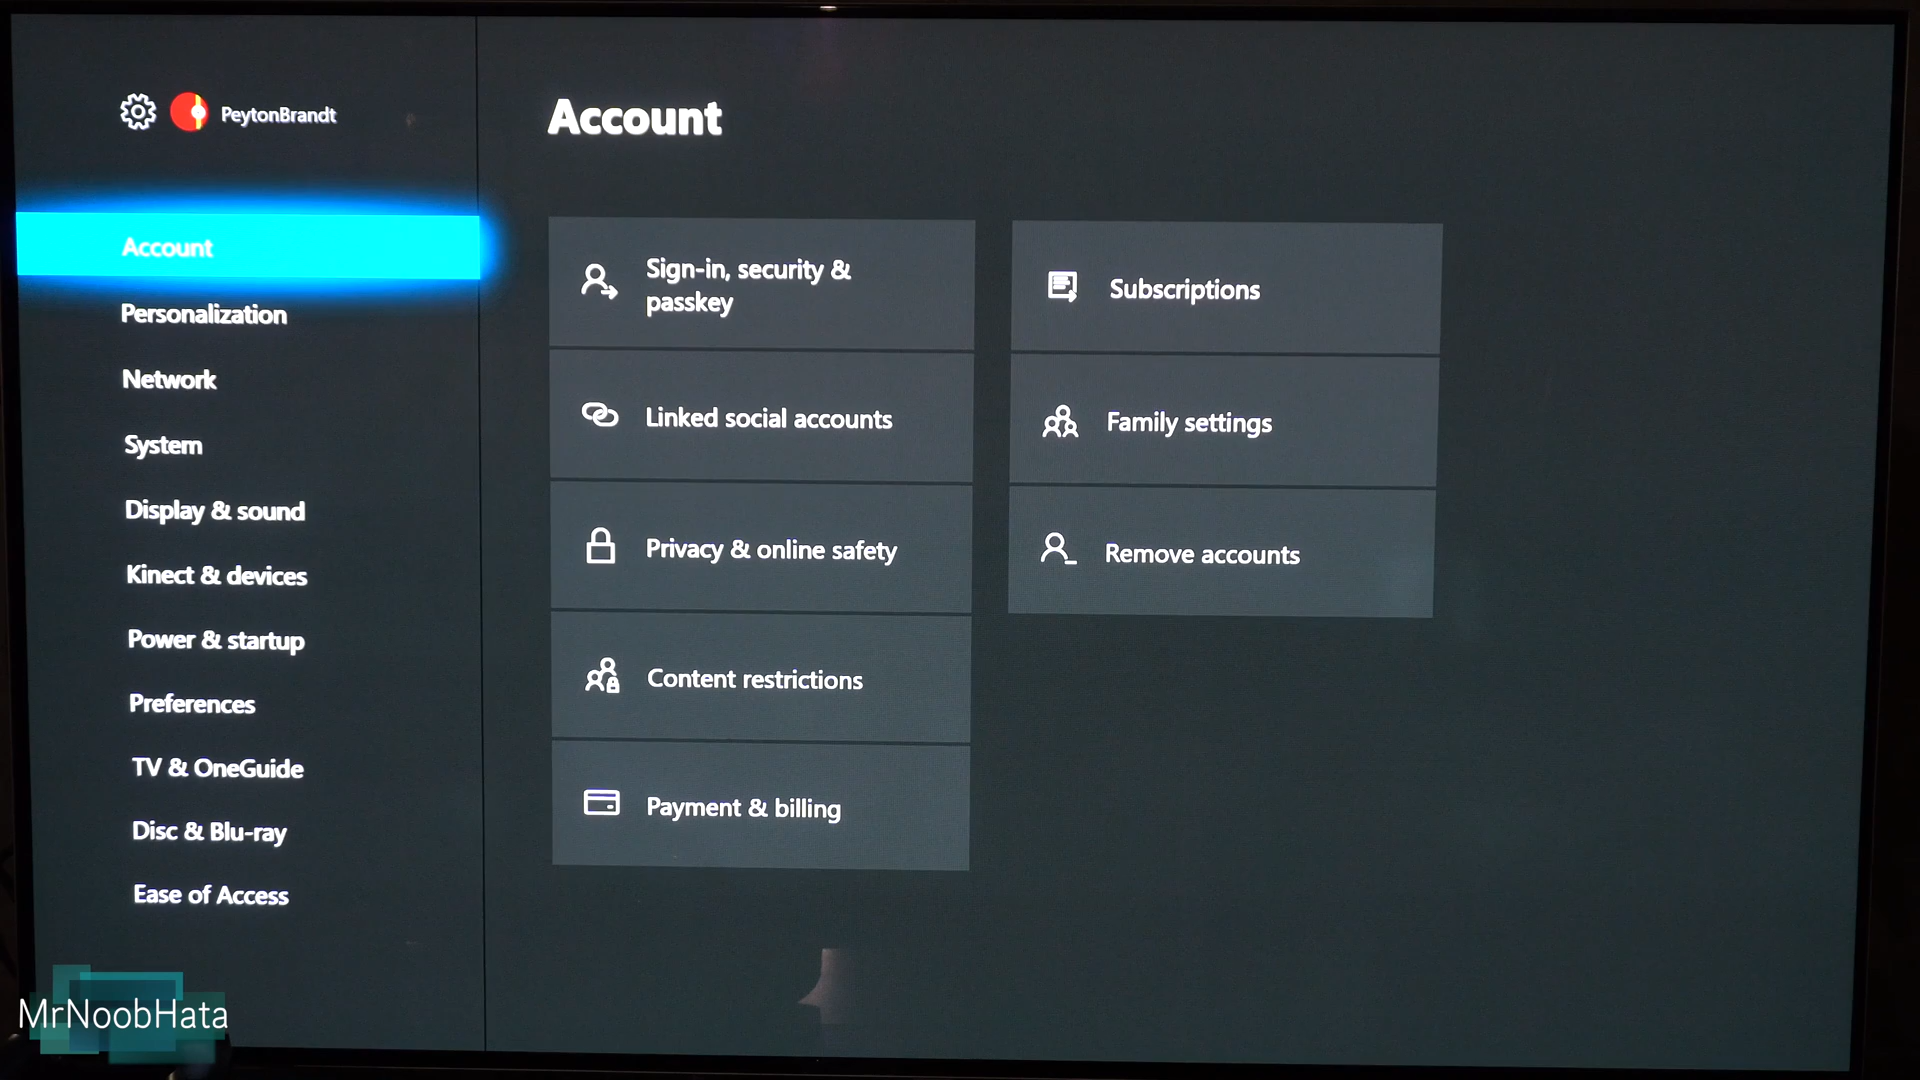 PeytonBrandt
Account
Personalization
Network
System
Display & sound
Kinect & devices
Power & startup
Preferences
TV & OneGuide
Disc & Blu-ray
Ease of Access
Account
Sign-in, security &
passkey
Linked social accounts
Privacy & online safety
Content restrictions
Payment & billing
Subscriptions
Family settings
Remove accounts
MrNoobHata